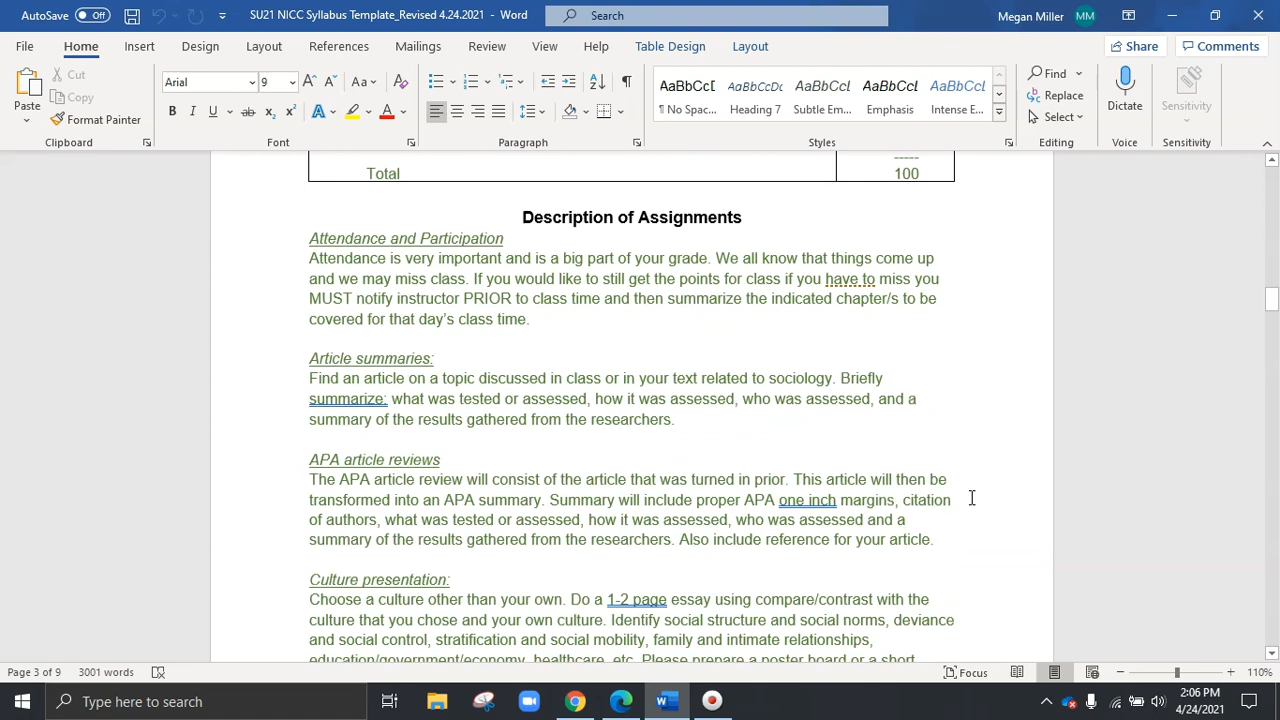 AutoSave Off SU21 NICC Syllabus Template_Revised 4.24.2021 - Word Search Megan Miller MM
File Home Insert Design Layout References Mailings Review View Help Table Design Layout Share Comments
Paste Cut Copy Format Painter
Arial 9
AaBbCcD ¶ No Spac...
AaBbCcDc Heading 7
AaBbCcL Subtle Em...
AaBbCcL Emphasis
AaBbCcL Intense E...
Find Replace Select
Dictate
Sensitivity
Clipboard Font Paragraph Styles Editing Voice Sensitivity
-----
Total 100
Description of Assignments
Attendance and Participation
Attendance is very important and is a big part of your grade. We all know that things come up
and we may miss class. If you would like to still get the points for class if you have to miss you
MUST notify instructor PRIOR to class time and then summarize the indicated chapter/s to be
covered for that day's class time.
Article summaries:
Find an article on a topic discussed in class or in your text related to sociology. Briefly
summarize: what was tested or assessed, how it was assessed, who was assessed, and a
summary of the results gathered from the researchers.
APA article reviews
The APA article review will consist of the article that was turned in prior. This article will then be
transformed into an APA summary. Summary will include proper APA one inch margins, citation
of authors, what was tested or assessed, how it was assessed, who was assessed and a
summary of the results gathered from the researchers. Also include reference for your article.
Culture presentation:
Choose a culture other than your own. Do a 1-2 page essay using compare/contrast with the
culture that you chose and your own culture. Identify social structure and social norms, deviance
and social control, stratification and social mobility, family and intimate relationships,
education/government/economy, healthcare, etc. Please prepare a poster board or a short
Page 3 of 9 3001 words Focus 110%
Type here to search 2:06 PM
4/24/2021